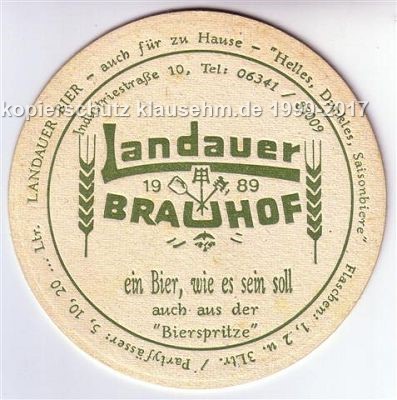 LANDAUER BIER - auch für zu Hause - "Helles, Dunkles, Saisonbiere"
Flaschen: 1, 2 u. 3Ltr. / Partyfässer: 5, 10, 20 ... Ltr.
Industriestraße 10, Tel: 06341 /
kopierschutz klausehm.de 1999-2017
Landauer
1989
BRAUHOF
ein Bier, wie es sein soll
auch aus der
"Bierspritze"